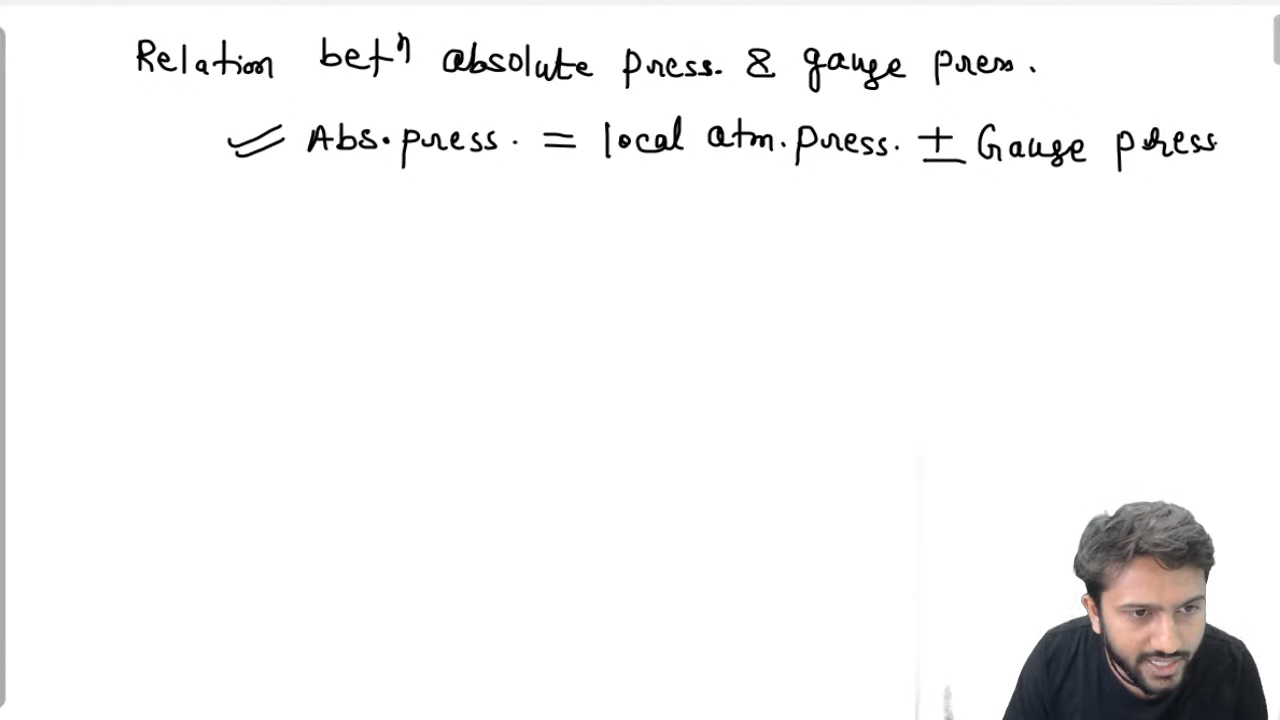 Relation betⁿ absolute press. & gauge press.
Abs. press. = local atm. press. ± Gauge press